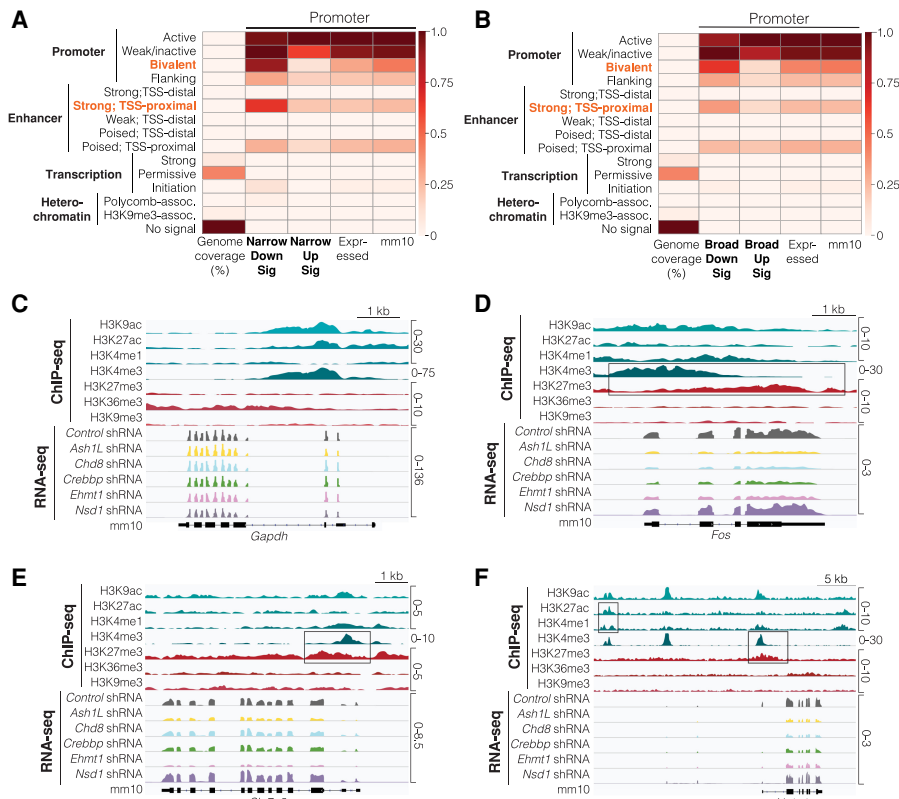 A
Promoter
Promoter
Active
Weak/inactive
Bivalent
Flanking
Enhancer
Strong;TSS-distal
Strong; TSS-proximal
Weak; TSS-distal
Poised; TSS-distal
Poised; TSS-proximal
Transcription
Strong
Permissive
Initiation
Hetero-
chromatin
Polycomb-assoc.
H3K9me3-assoc.
No signal
Genome
coverage
(%)
Narrow
Down
Sig
Narrow
Up
Sig
Expr-
essed
mm10
1.0
0.75
0.5
0.25
0
B
Promoter
Promoter
Active
Weak/inactive
Bivalent
Flanking
Enhancer
Strong;TSS-distal
Strong; TSS-proximal
Weak; TSS-distal
Poised; TSS-distal
Poised; TSS-proximal
Transcription
Strong
Permissive
Initiation
Hetero-
chromatin
Polycomb-assoc.
H3K9me3-assoc.
No signal
Genome
coverage
(%)
Broad
Down
Sig
Broad
Up
Sig
Expr-
essed
mm10
1.0
0.75
0.5
0.25
0
C
1 kb
ChIP-seq
H3K9ac
H3K27ac
H3K4me1
H3K4me3
H3K27me3
H3K36me3
H3K9me3
0-30
0-75
0-10
RNA-seq
Control shRNA
Ash1L shRNA
Chd8 shRNA
Crebbp shRNA
Ehmt1 shRNA
Nsd1 shRNA
0-136
mm10
Gapdh
D
1 kb
ChIP-seq
H3K9ac
H3K27ac
H3K4me1
H3K4me3
H3K27me3
H3K36me3
H3K9me3
0-10
0-30
0-10
RNA-seq
Control shRNA
Ash1L shRNA
Chd8 shRNA
Crebbp shRNA
Ehmt1 shRNA
Nsd1 shRNA
0-3
mm10
Fos
E
1 kb
ChIP-seq
H3K9ac
H3K27ac
H3K4me1
H3K4me3
H3K27me3
H3K36me3
H3K9me3
0-5
0-10
0-5
RNA-seq
Control shRNA
Ash1L shRNA
Chd8 shRNA
Crebbp shRNA
Ehmt1 shRNA
Nsd1 shRNA
0-8.5
mm10
F
5 kb
ChIP-seq
H3K9ac
H3K27ac
H3K4me1
H3K4me3
H3K27me3
H3K36me3
H3K9me3
0-10
0-30
0-10
RNA-seq
Control shRNA
Ash1L shRNA
Chd8 shRNA
Crebbp shRNA
Ehmt1 shRNA
Nsd1 shRNA
0-3
mm10